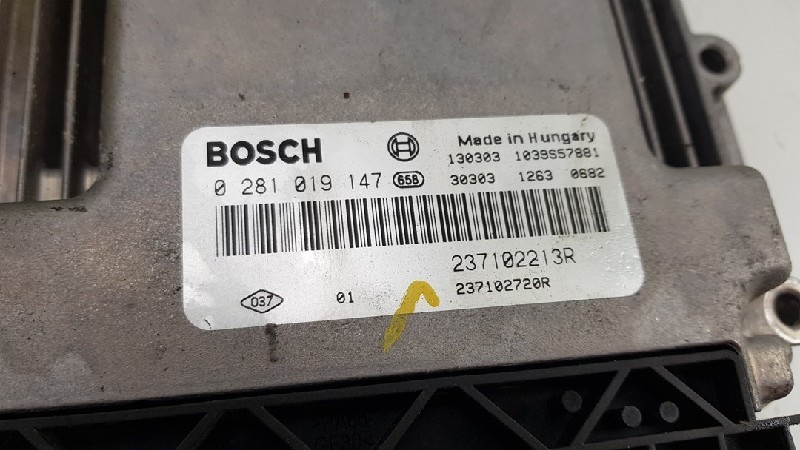 BOSCH
Made in Hungary
130303 1039S57881
0 281 019 147 658
30303 1263 0682
237102213R
037 01
237102720R